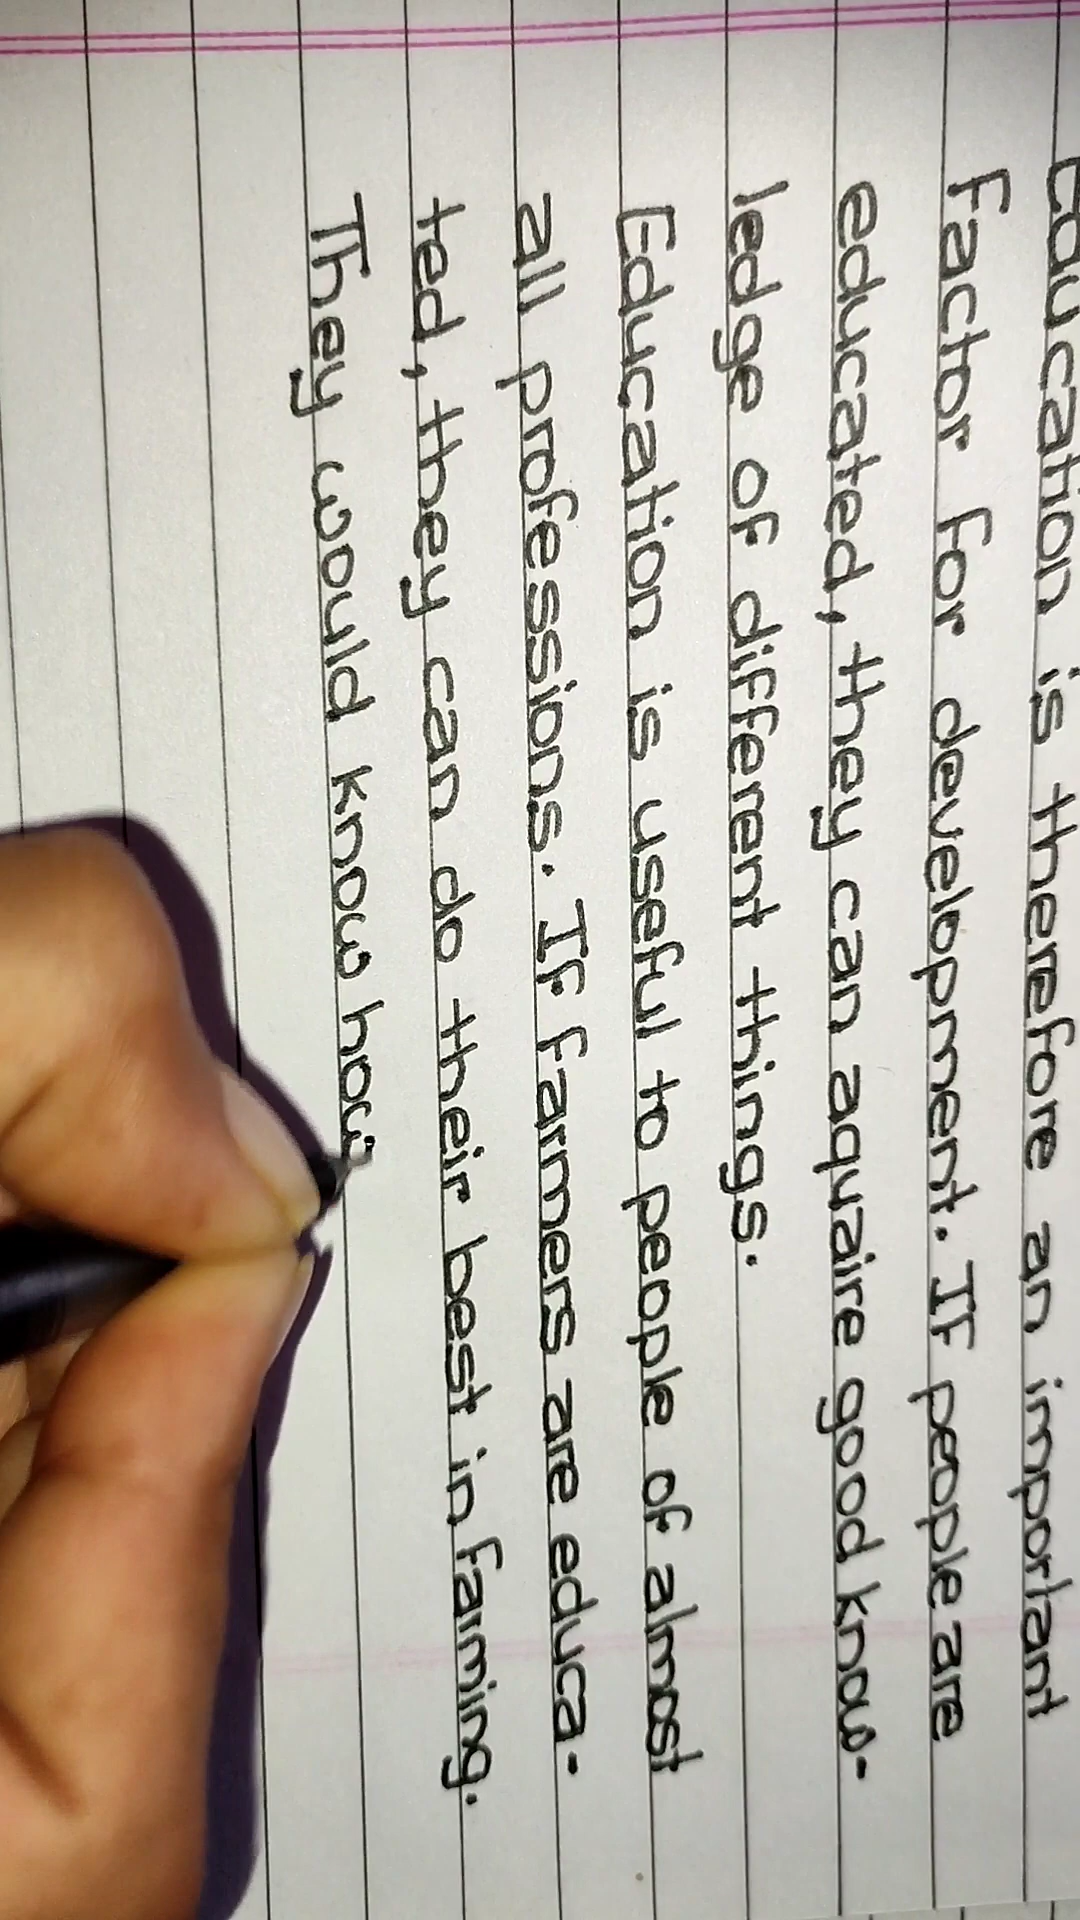 Education is therefore an important
Factor for development. If people are
educated, they can aquaire good know-
ledge of different things.
Education is useful to people of almost
all professions. If farmers are educa-
ted, they can do their best in farming.
They would know how